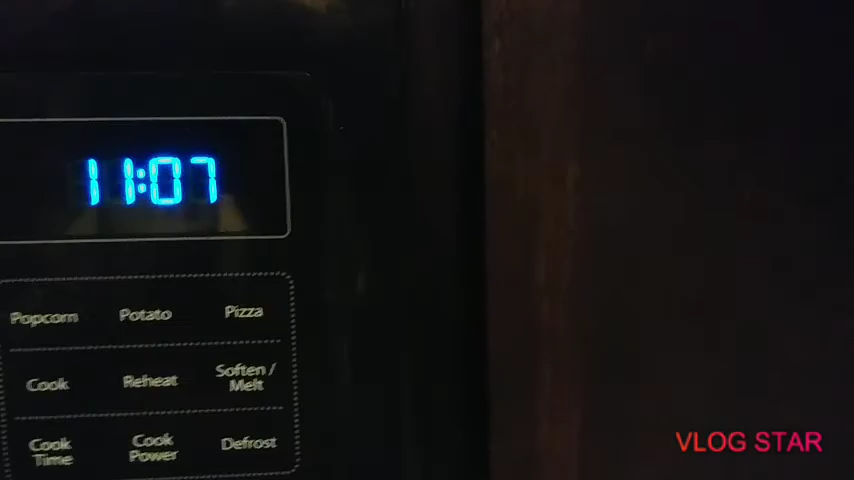 11:07
Popcorn Potato Pizza
Cook Reheat Soften / Melt
Cook Time Cook Power Defrost
VLOG STAR